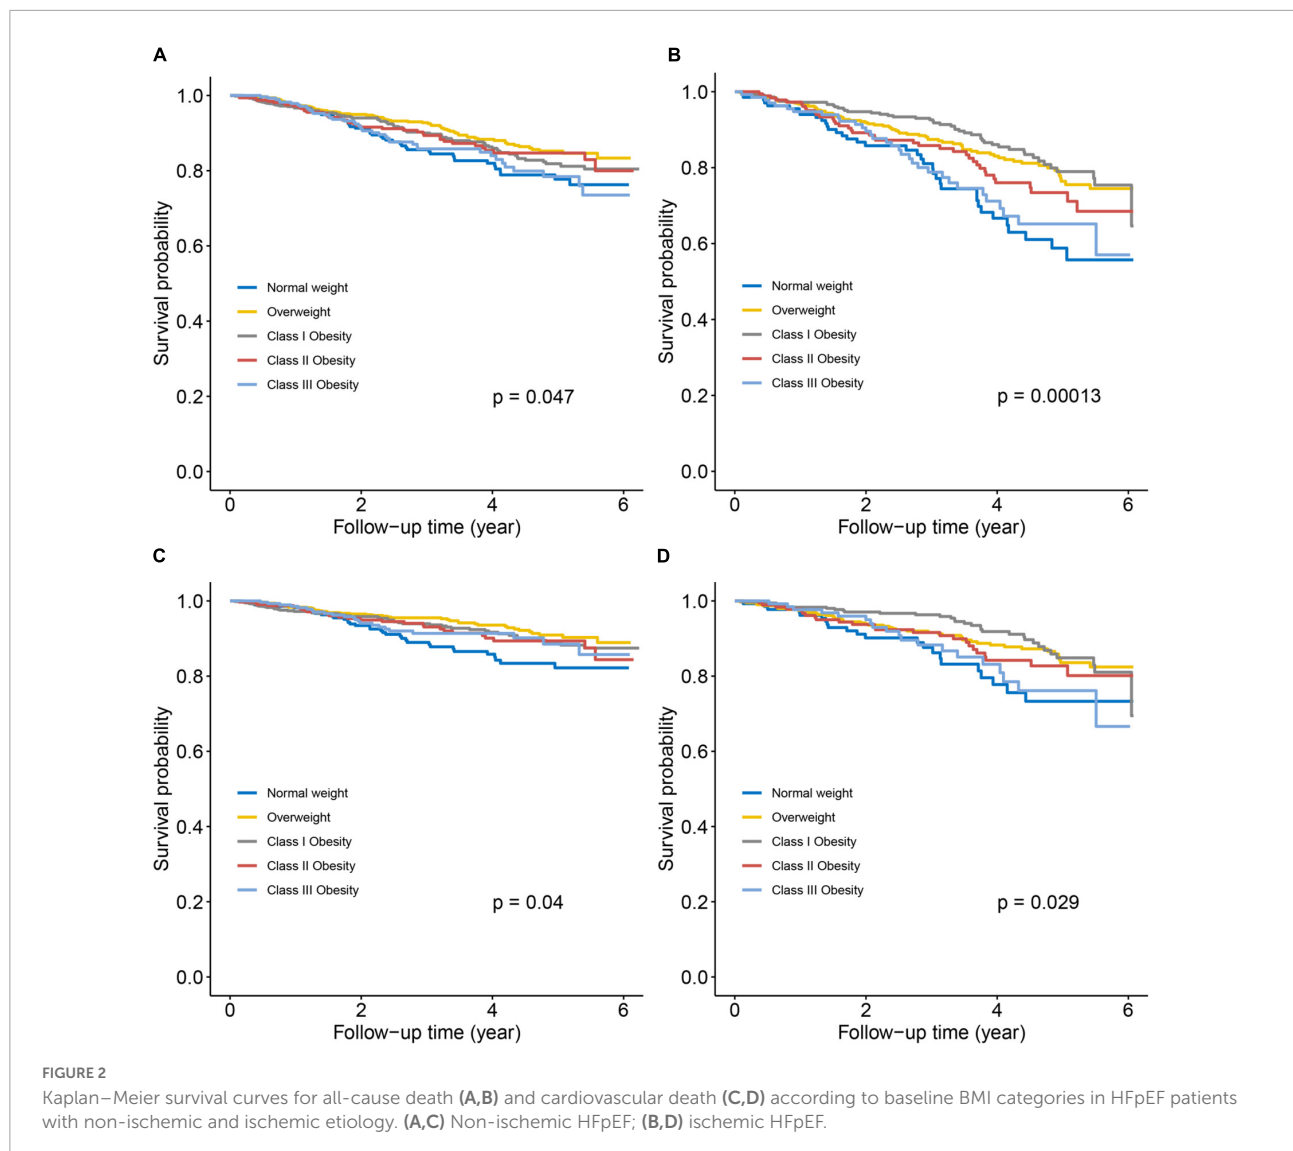 A
1.0
0.8
0.6
0.4
0.2
0.0
Survival probability
Normal weight
Overweight
Class I Obesity
Class II Obesity
Class III Obesity
p = 0.047
0 2 4 6
Follow−up time (year)
B
1.0
0.8
0.6
0.4
0.2
0.0
Survival probability
Normal weight
Overweight
Class I Obesity
Class II Obesity
Class III Obesity
p = 0.00013
0 2 4 6
Follow−up time (year)
C
1.0
0.8
0.6
0.4
0.2
0.0
Survival probability
Normal weight
Overweight
Class I Obesity
Class II Obesity
Class III Obesity
p = 0.04
0 2 4 6
Follow−up time (year)
D
1.0
0.8
0.6
0.4
0.2
0.0
Survival probability
Normal weight
Overweight
Class I Obesity
Class II Obesity
Class III Obesity
p = 0.029
0 2 4 6
Follow−up time (year)
FIGURE 2
Kaplan–Meier survival curves for all-cause death (A,B) and cardiovascular death (C,D) according to baseline BMI categories in HFpEF patients
with non-ischemic and ischemic etiology. (A,C) Non-ischemic HFpEF; (B,D) ischemic HFpEF.